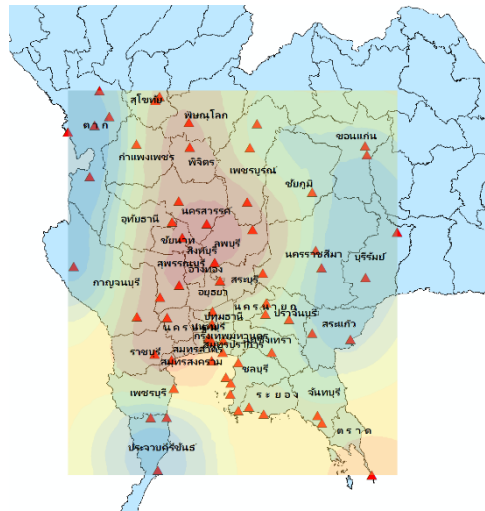 สุโขทัย
พิษณุโลก
ต า ก
ขอนแก่น
กำแพงเพชร
พิจิตร
เพชรบูรณ์
ชัยภูมิ
นครสวรรค์
อุทัยธานี
ชัยนาท
ลพบุรี
สิงห์บุรี
นครราชสีมา
บุรีรัมย์
สุพรรณบุรี
อ่างทอง
กาญจนบุรี
สระบุรี
อยุธยา
น ค ร น า ย ก
ปทุมธานี
ปราจีนบุรี
สระแก้ว
นนทบุรี
กรุงเทพมหานคร
ราชบุรี
สมุทรสาคร
สมุทรปราการ
สมุทรสงคราม
ชลบุรี
เพชรบุรี
ร ะ ย อ ง
จันทบุรี
ต ร า ด
ประจวบคีรีขันธ์